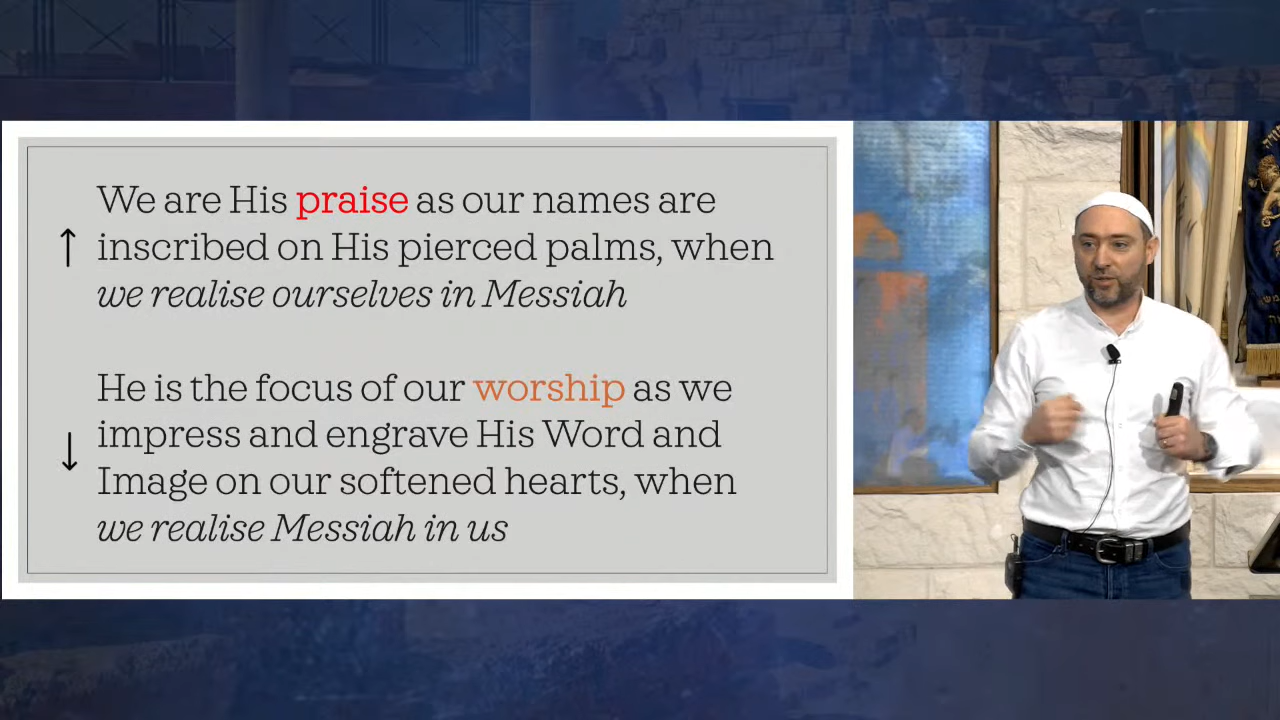 We are His praise as our names are
↑ inscribed on His pierced palms, when
we realise ourselves in Messiah
He is the focus of our worship as we
↓ impress and engrave His Word and
Image on our softened hearts, when
we realise Messiah in us